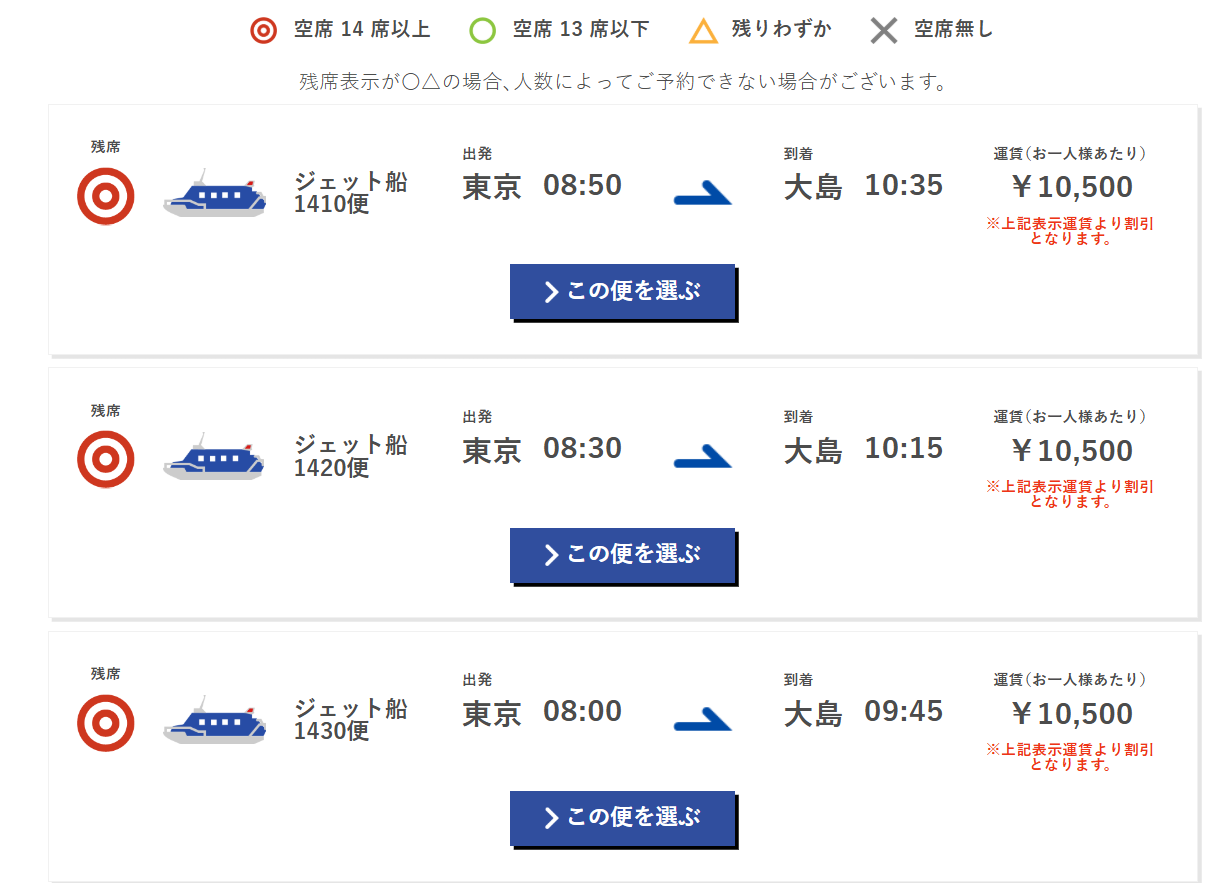 空席 14 席以上 空席 13 席以下 残りわずか 空席無し
残席表示が〇△の場合、人数によってご予約できない場合がございます。
残席
ジェット船
1410便
出発
東京 08:50
到着
大島 10:35
運賃(お一人様あたり)
￥10,500
※上記表示運賃より割引
となります。
この便を選ぶ
残席
ジェット船
1420便
出発
東京 08:30
到着
大島 10:15
運賃(お一人様あたり)
￥10,500
※上記表示運賃より割引
となります。
この便を選ぶ
残席
ジェット船
1430便
出発
東京 08:00
到着
大島 09:45
運賃(お一人様あたり)
￥10,500
※上記表示運賃より割引
となります。
この便を選ぶ